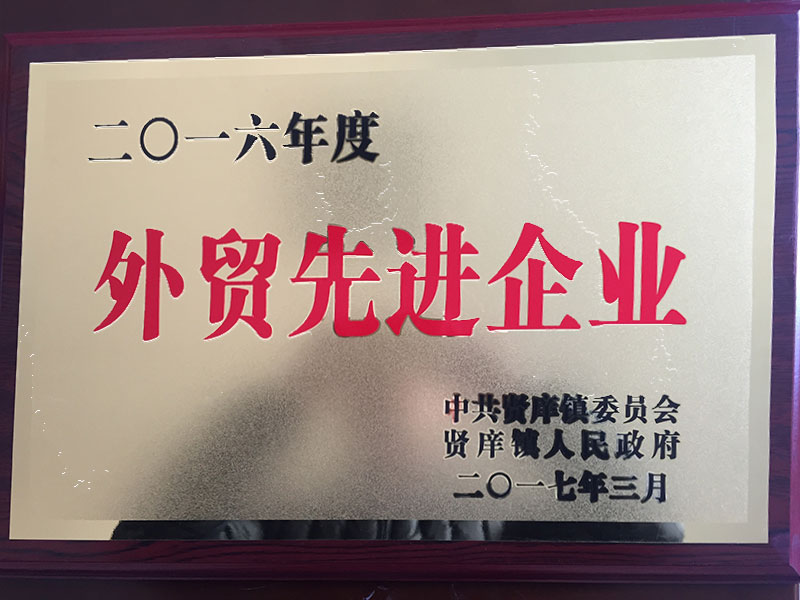 二〇一六年度
外贸先进企业
中共贤庠镇委员会
贤庠镇人民政府
二〇一七年三月